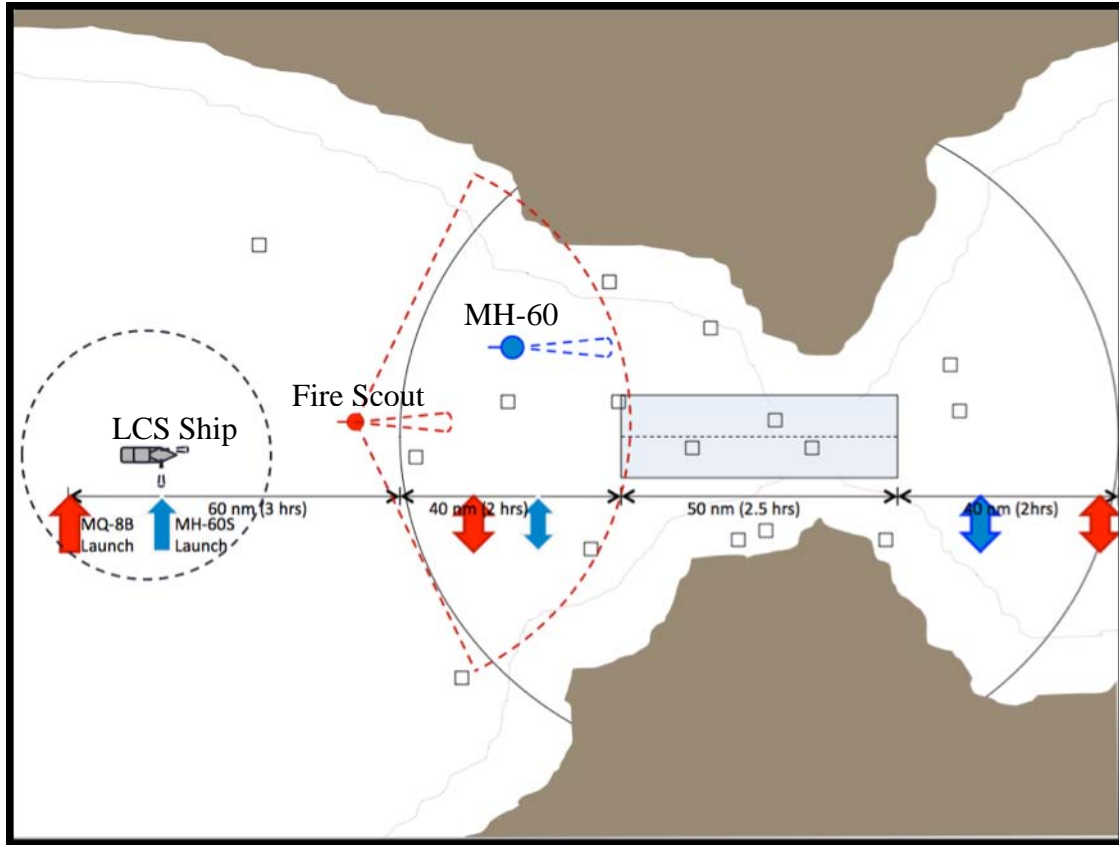 MH-60
Fire Scout
LCS Ship
60 nm (3 hrs)
40 nm (2 hrs)
50 nm (2.5 hrs)
40 nm (2hrs)
MQ-8B
Launch
MH-60S
Launch